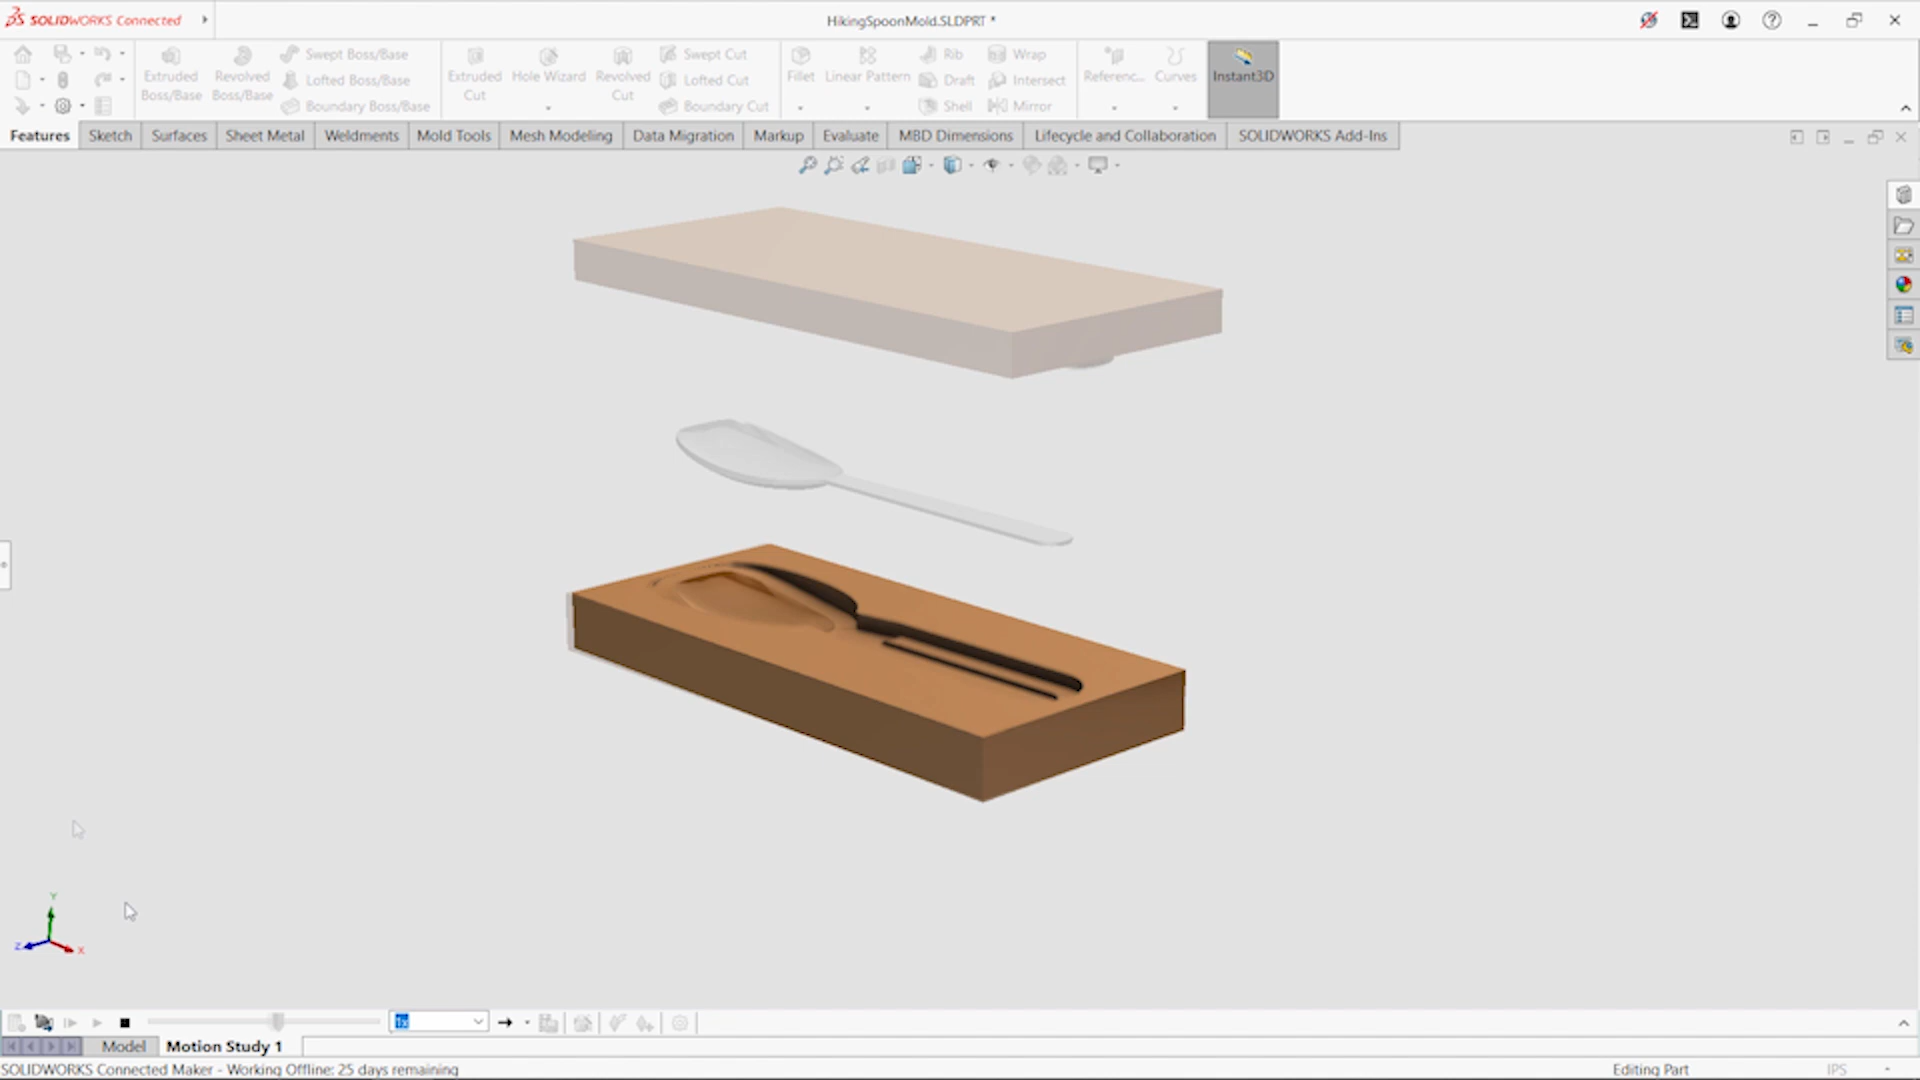 SOLIDWORKS Connected
HikingSpoonMold.SLDPRT *
Extruded Boss/Base
Revolved Boss/Base
Swept Boss/Base
Lofted Boss/Base
Boundary Boss/Base
Extruded Cut
Hole Wizard
Revolved Cut
Swept Cut
Lofted Cut
Boundary Cut
Fillet
Linear Pattern
Rib
Draft
Shell
Wrap
Intersect
Mirror
Referenc...
Curves
Instant3D
Features Sketch Surfaces Sheet Metal Weldments Mold Tools Mesh Modeling Data Migration Markup Evaluate MBD Dimensions Lifecycle and Collaboration SOLIDWORKS Add-Ins
Y
Z
X
1x
Model Motion Study 1
SOLIDWORKS Connected Maker - Working Offline: 25 days remaining
Editing Part
IPS